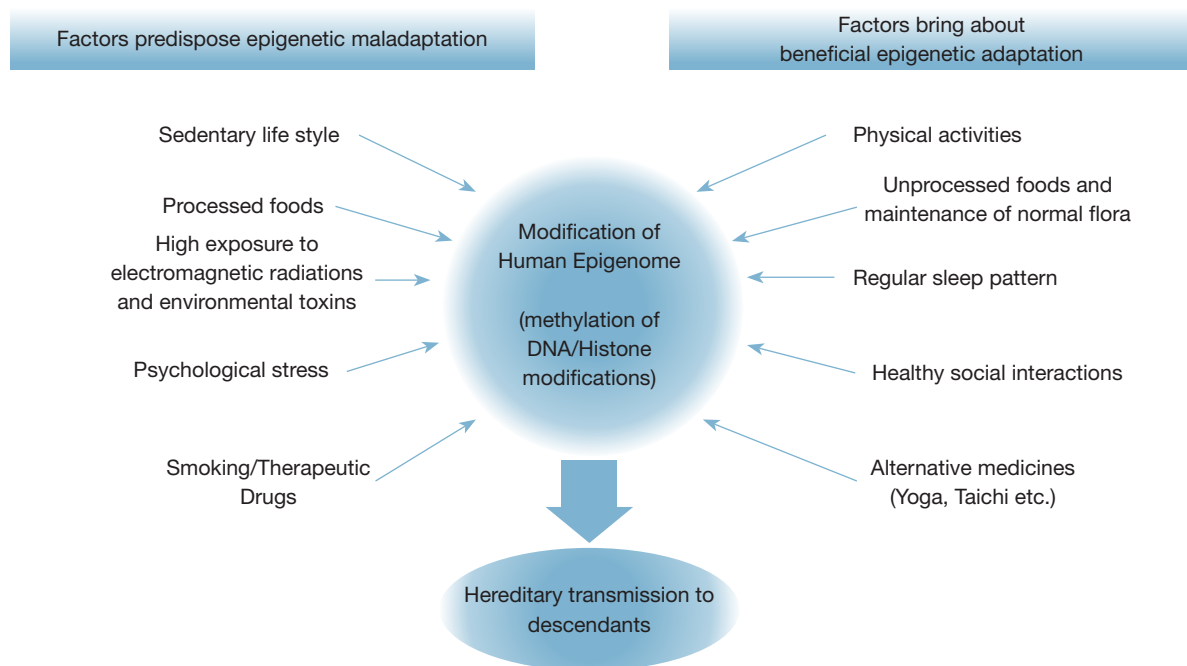 Factors predispose epigenetic maladaptation
Factors bring about
beneficial epigenetic adaptation
Sedentary life style
Processed foods
High exposure to
electromagnetic radiations
and environmental toxins
Psychological stress
Smoking/Therapeutic
Drugs
Modification of
Human Epigenome
(methylation of
DNA/Histone
modifications)
Physical activities
Unprocessed foods and
maintenance of normal flora
Regular sleep pattern
Healthy social interactions
Alternative medicines
(Yoga, Taichi etc.)
Hereditary transmission to
descendants